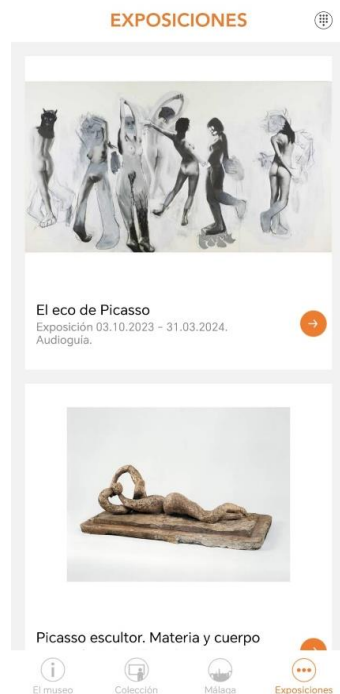 EXPOSICIONES
El eco de Picasso
Exposición 03.10.2023 – 31.03.2024.
Audioguía.
Picasso escultor. Materia y cuerpo
El museo
Colección
Málaga
Exposiciones